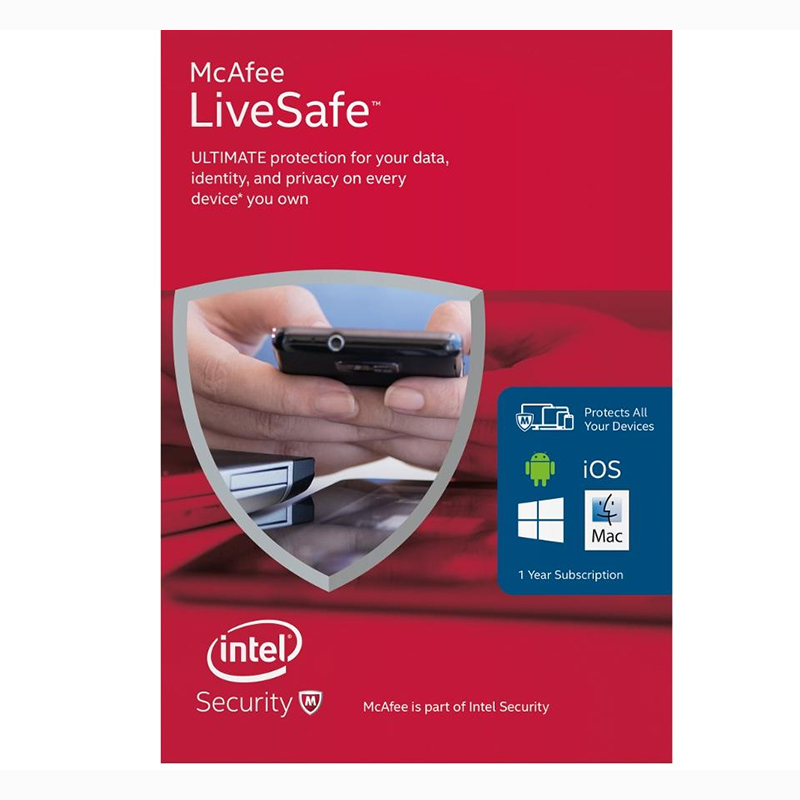 McAfee
LiveSafe™
ULTIMATE protection for your data,
identity, and privacy on every
device* you own
M
Protects All
Your Devices
iOS
Mac
1 Year Subscription
intel®
Security M
McAfee is part of Intel Security